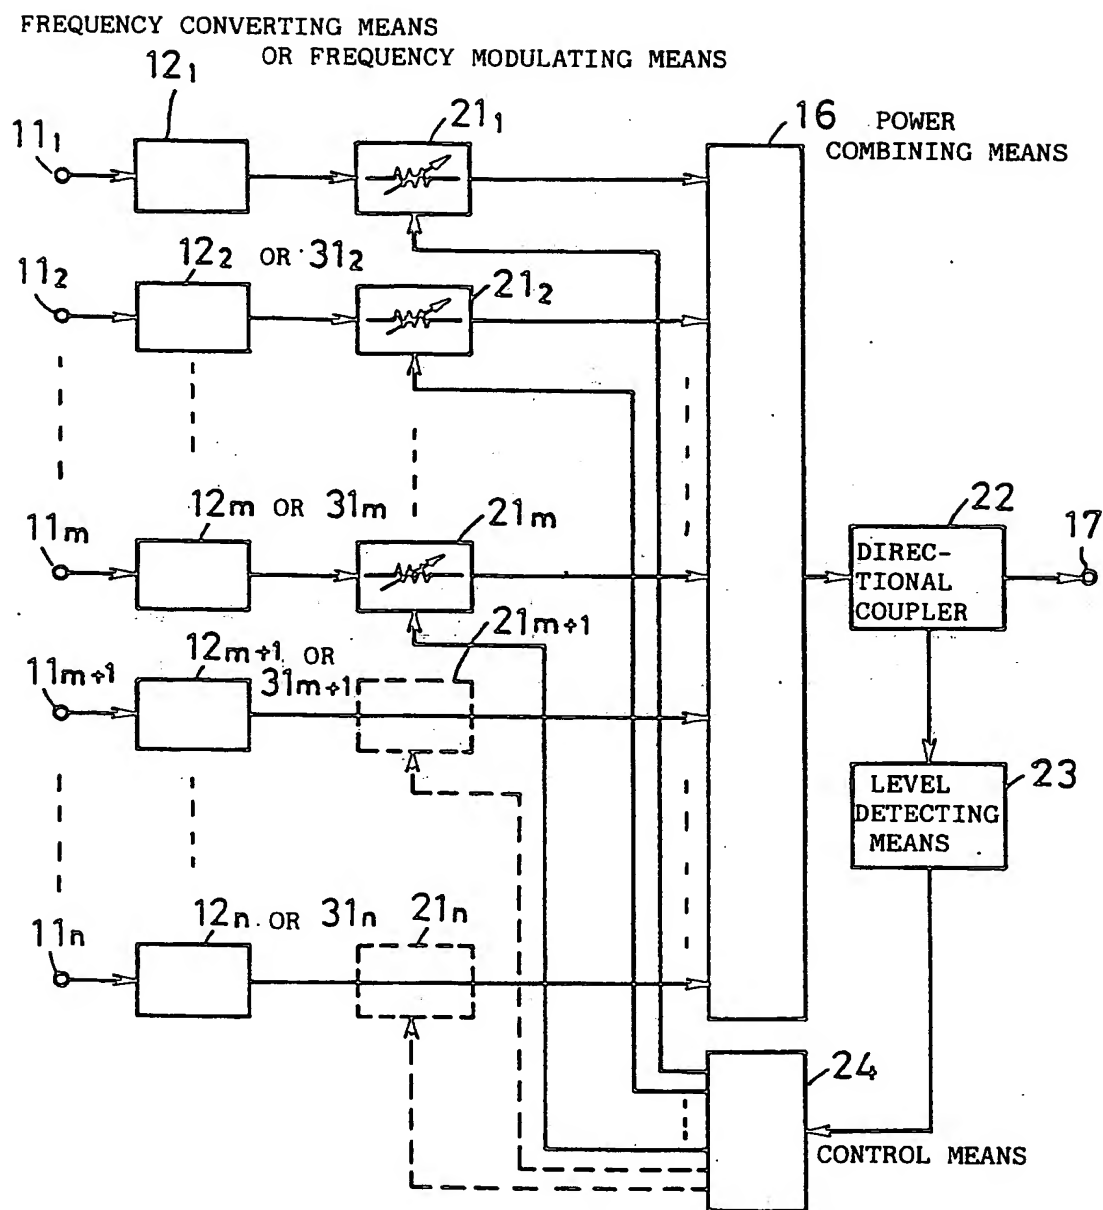 FREQUENCY CONVERTING MEANS
OR FREQUENCY MODULATING MEANS
12₁
11₁
21₁
16 POWER
COMBINING MEANS
12₂ OR 31₂
11₂
21₂
12m OR 31m
11m
21m
22
17
DIREC-
TIONAL
COUPLER
21m+1
12m+1 OR
31m+1
11m+1
LEVEL
DETECTING
MEANS
23
12n OR 31n
21n
11n
24
CONTROL MEANS